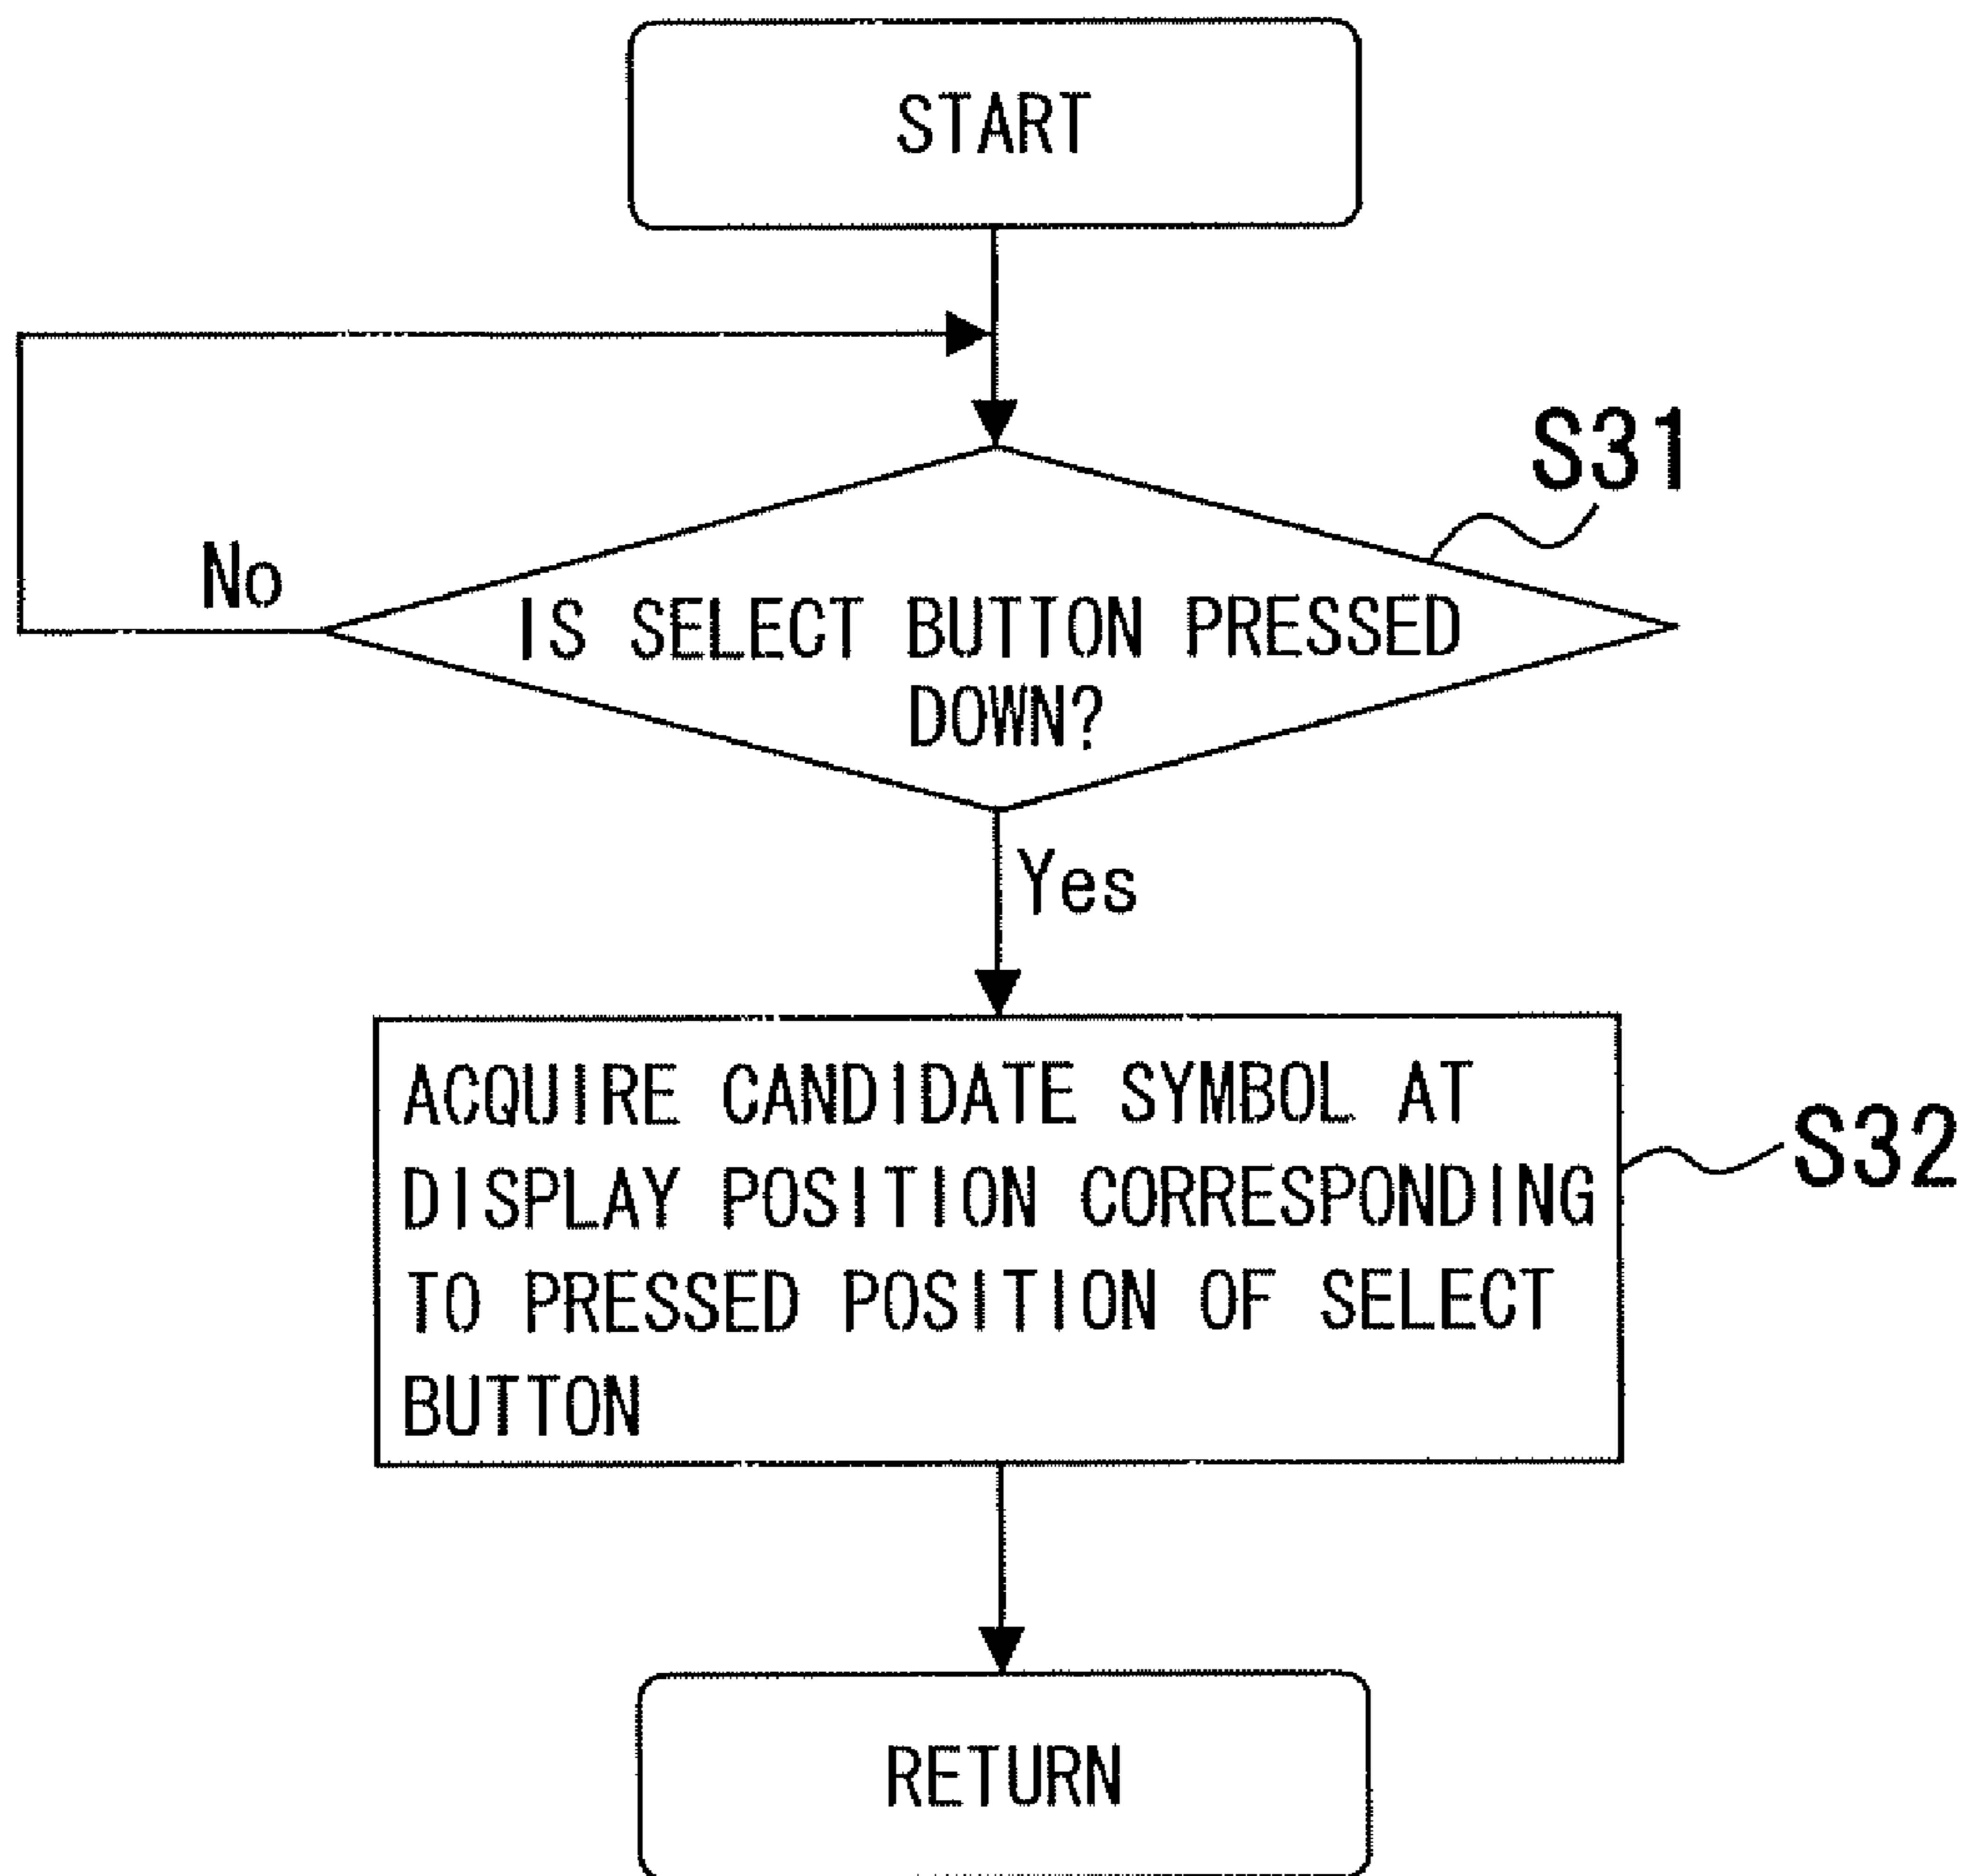 START
S31
No
IS SELECT BUTTON PRESSED
DOWN?
Yes
ACQUIRE CANDIDATE SYMBOL AT
DISPLAY POSITION CORRESPONDING
TO PRESSED POSITION OF SELECT
BUTTON
S32
RETURN